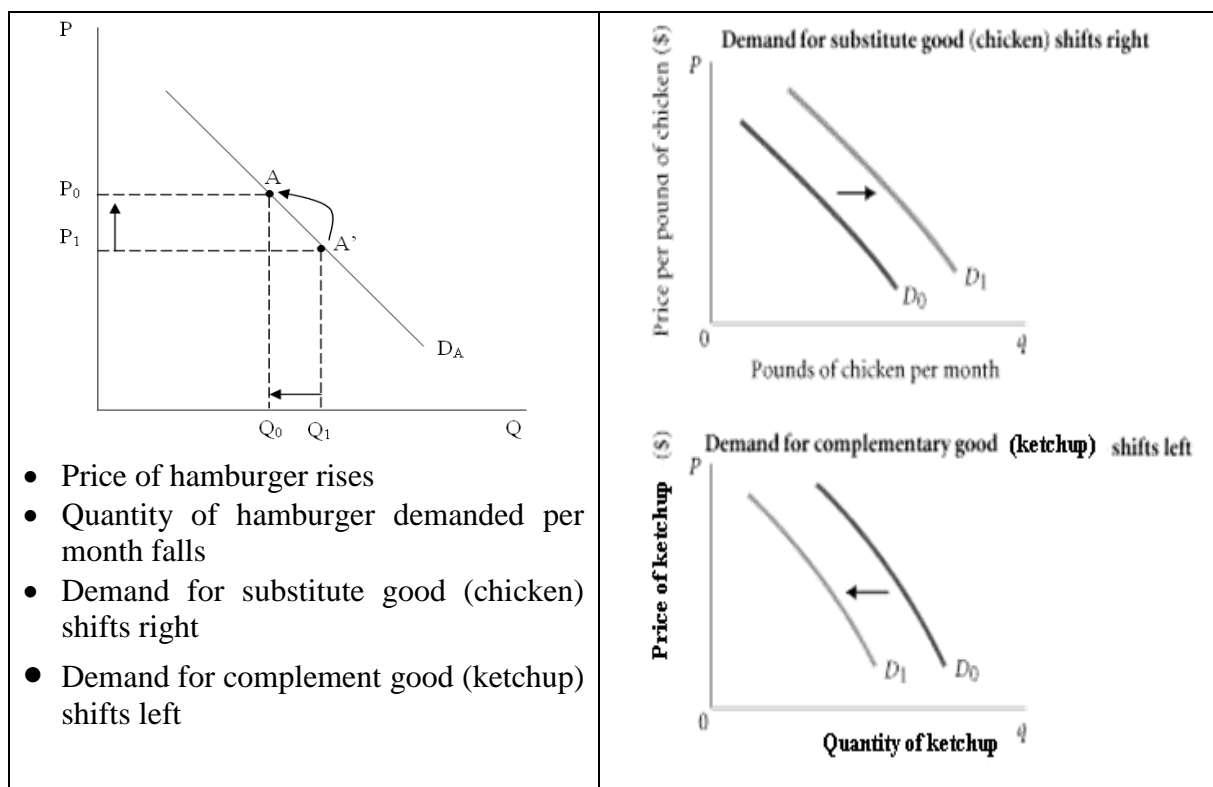 P
P₀
P₁
A
A’
D_A
Q₀ Q₁ Q
• Price of hamburger rises
• Quantity of hamburger demanded per
month falls
• Demand for substitute good (chicken)
shifts right
• Demand for complement good (ketchup)
shifts left
Demand for substitute good (chicken) shifts right
Price per pound of chicken ($)
P
D₁
D₀
0
q
Pounds of chicken per month
Demand for complementary good (ketchup) shifts left
Price of ketchup ($)
P
D₁ D₀
0
q
Quantity of ketchup